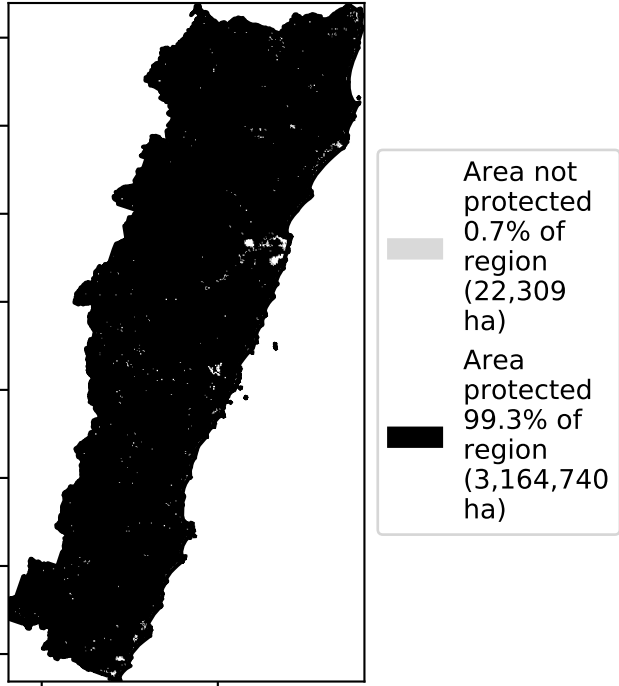 Area not
protected
0.7% of
region
(22,309
ha)
Area
protected
99.3% of
region
(3,164,740
ha)